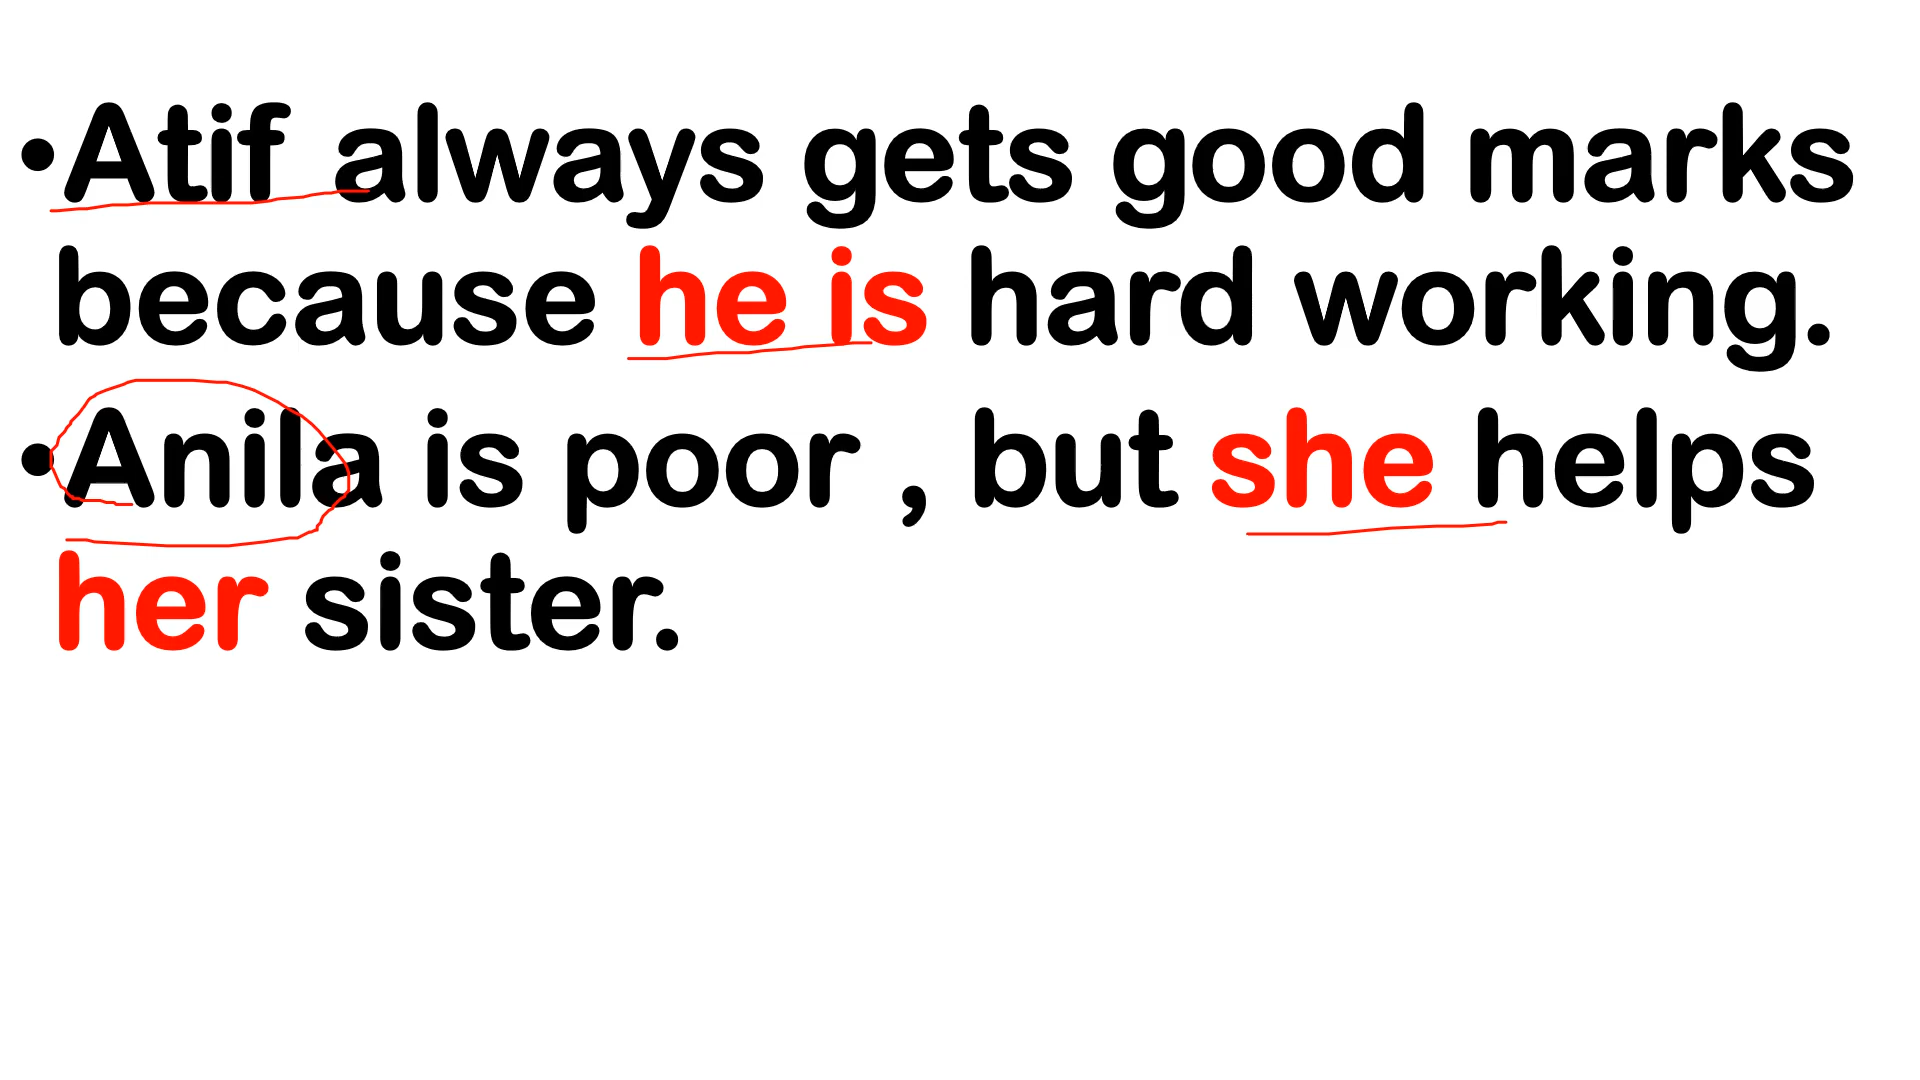 •Atif always gets good marks
because he is hard working.
•Anila is poor , but she helps
her sister.